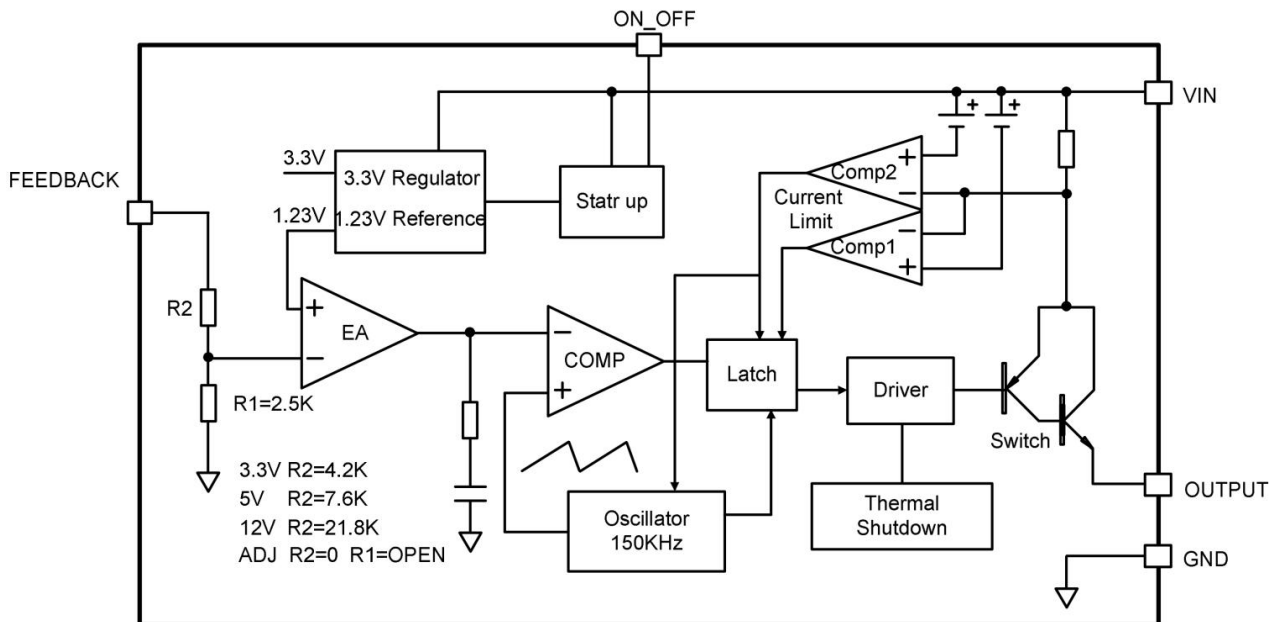 ON_OFF
VIN
+
+
3.3V
3.3V Regulator
Comp2
+
−
FEEDBACK
1.23V
1.23V Reference
Statr up
Current
Limit
Comp1
−
+
R2
+
EA
−
−
COMP
+
Latch
Driver
R1=2.5K
Switch
3.3V R2=4.2K
5V R2=7.6K
12V R2=21.8K
ADJ R2=0 R1=OPEN
Oscillator
150KHz
Thermal
Shutdown
OUTPUT
GND